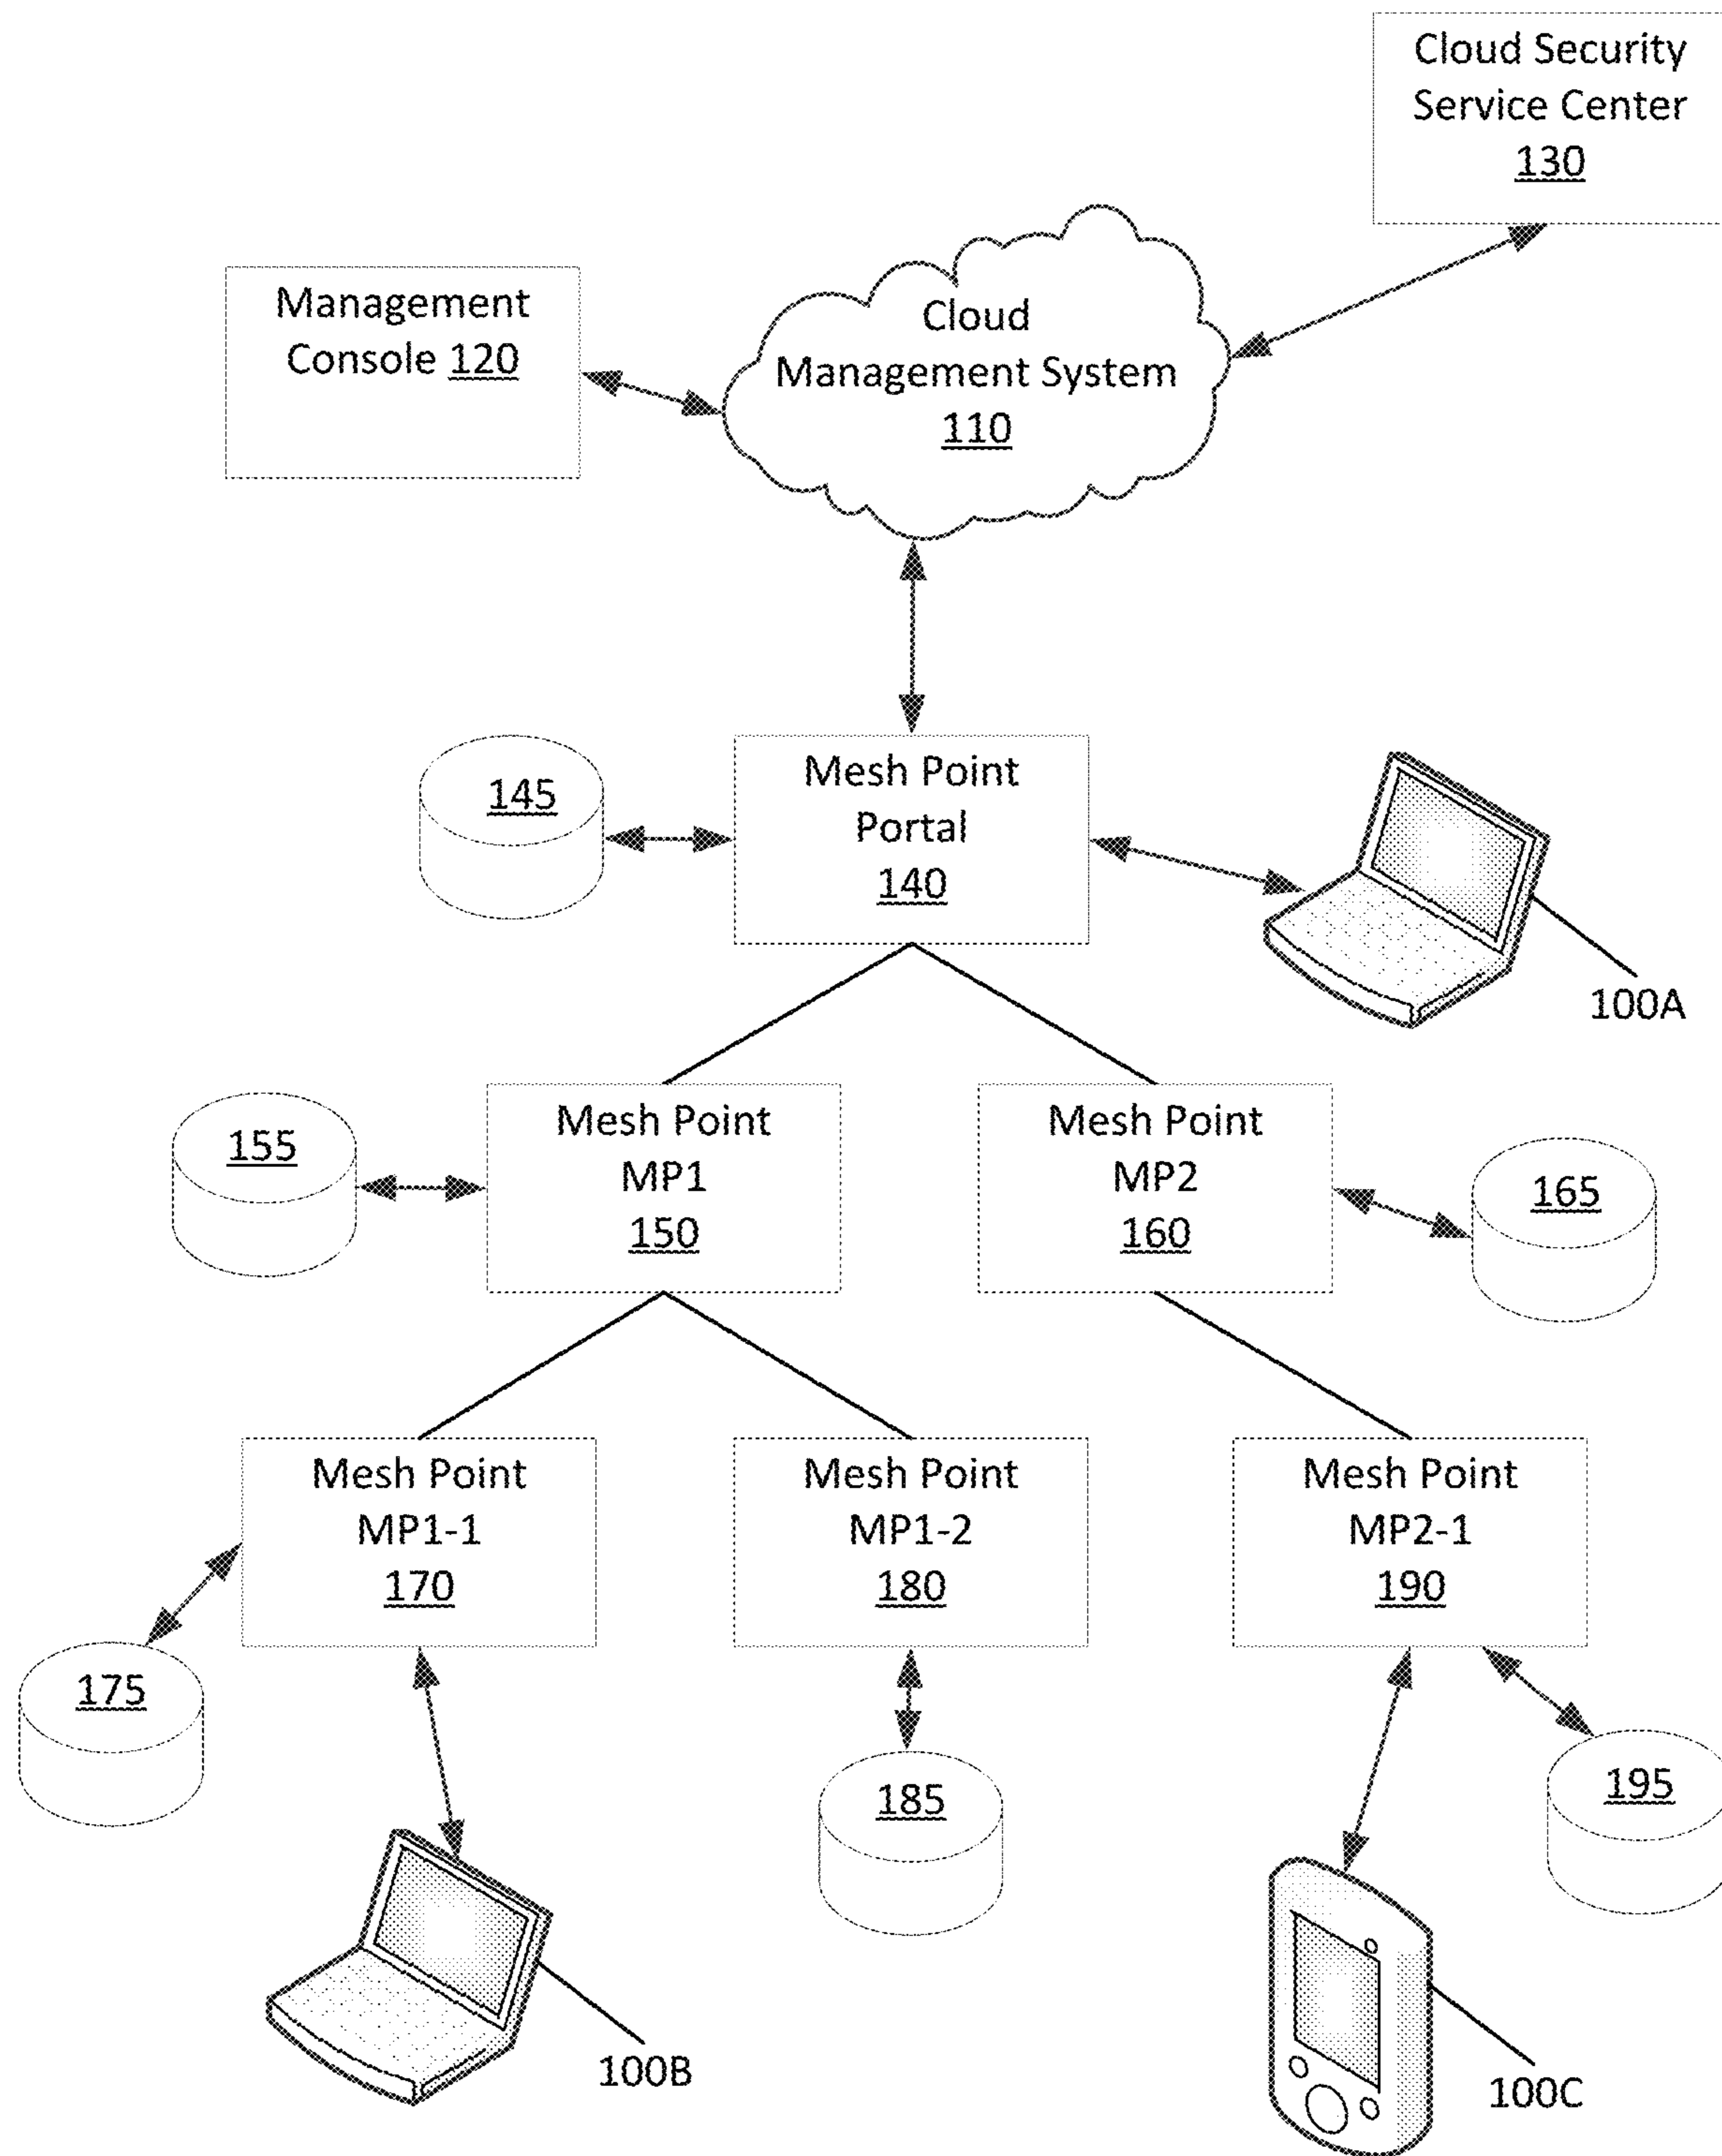 Cloud Security
Service Center
130
Management
Console 120
Cloud
Management System
110
145
Mesh Point
Portal
140
100A
155
Mesh Point
MP1
150
Mesh Point
MP2
160
165
Mesh Point
MP1-1
170
Mesh Point
MP1-2
180
Mesh Point
MP2-1
190
175
185
195
100B
100C